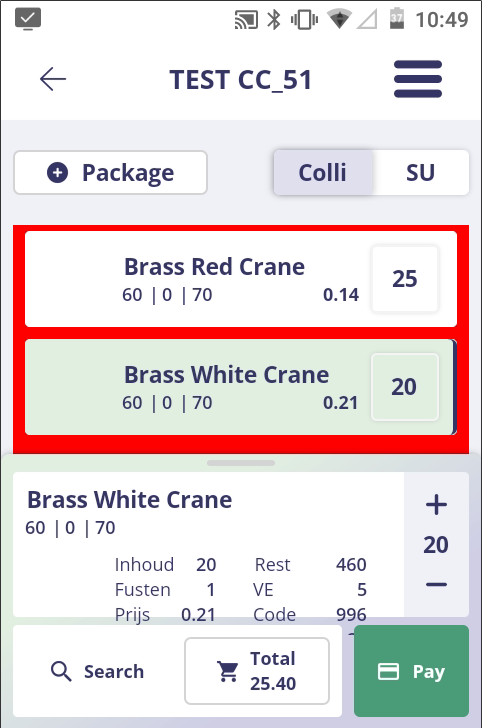 37 10:49
TEST CC_51
Package Colli SU
Brass Red Crane
60 | 0 | 70 0.14 25
Brass White Crane
60 | 0 | 70 0.21 20
Brass White Crane
60 | 0 | 70
20
Inhoud 20 Rest 460
Fusten 1 VE 5
Prijs 0.21 Code 996
Search Total 25.40 Pay